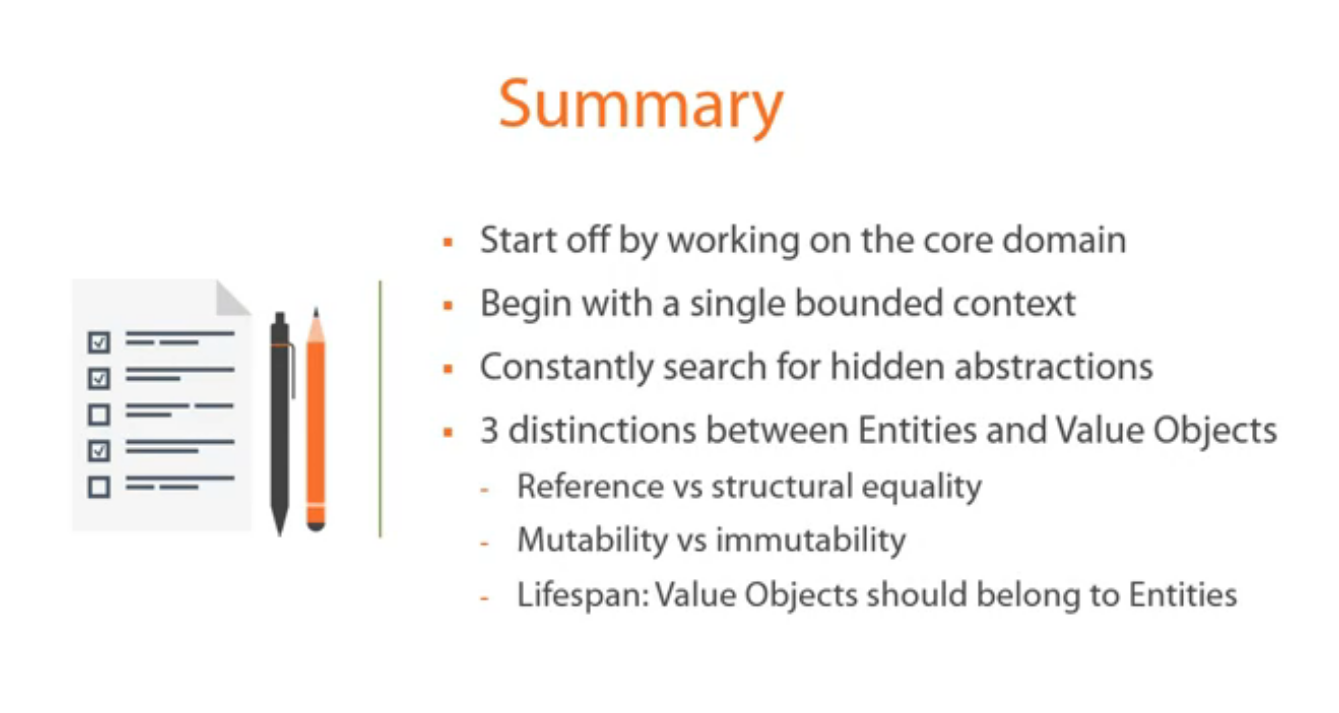 Summary
▪ Start off by working on the core domain
▪ Begin with a single bounded context
▪ Constantly search for hidden abstractions
▪ 3 distinctions between Entities and Value Objects
- Reference vs structural equality
- Mutability vs immutability
- Lifespan: Value Objects should belong to Entities